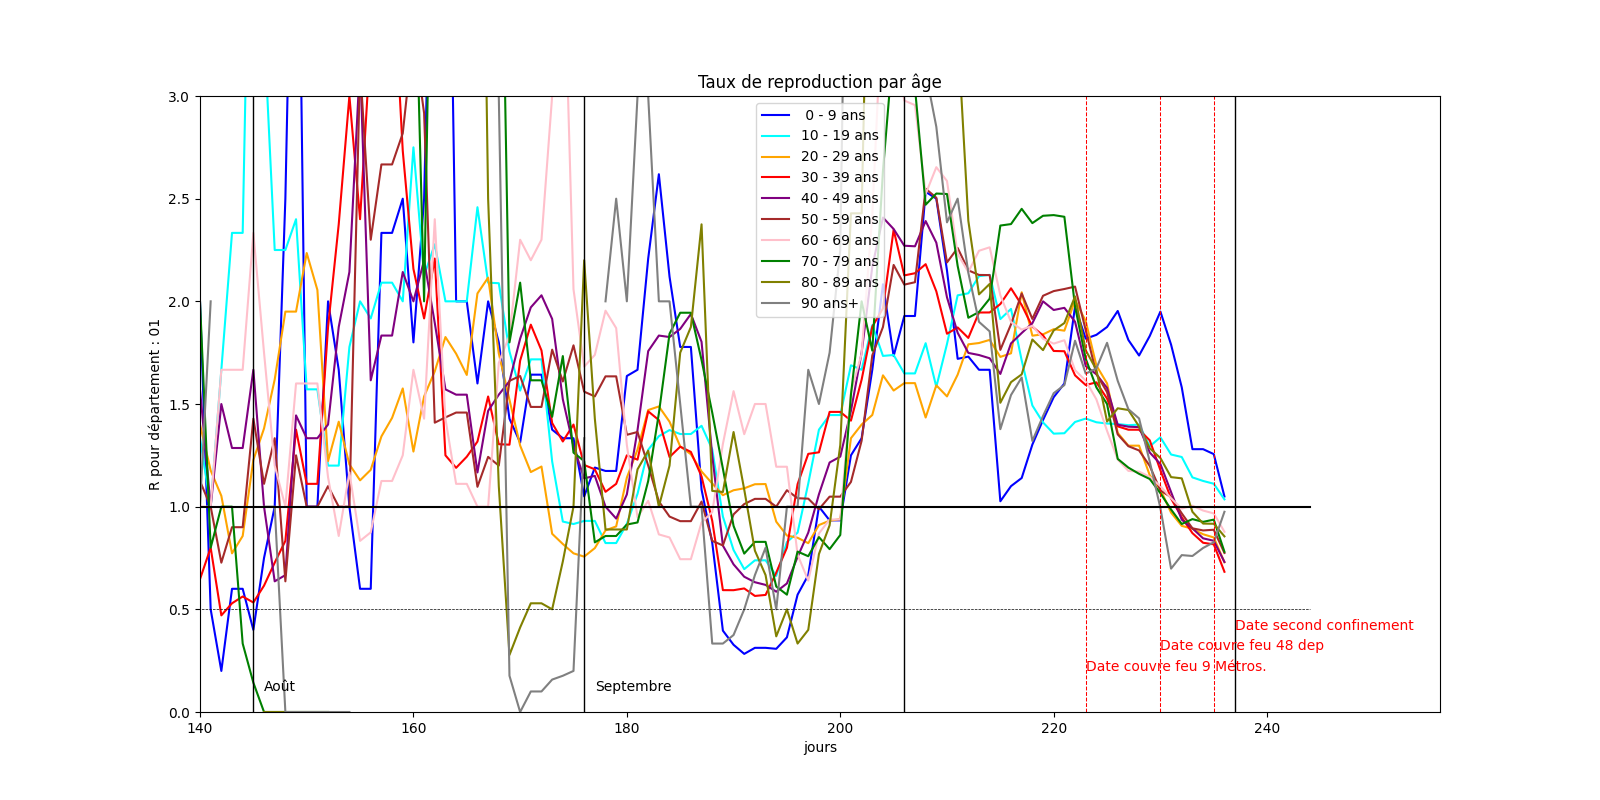 Taux de reproduction par âge
R pour département : 01
3.0
2.5
2.0
1.5
1.0
0.5
0.0
0 - 9 ans
10 - 19 ans
20 - 29 ans
30 - 39 ans
40 - 49 ans
50 - 59 ans
60 - 69 ans
70 - 79 ans
80 - 89 ans
90 ans+
Date second confinement
Date couvre feu 48 dep
Date couvre feu 9 Métros.
Août
Septembre
140
160
180
200
220
240
jours